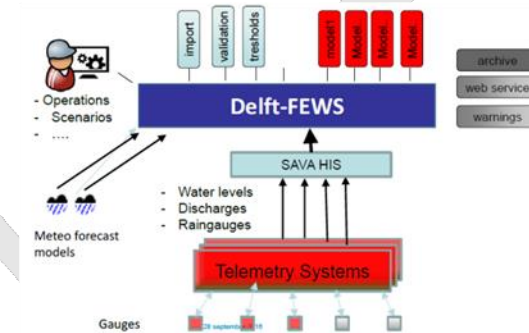 import
validation
tresholds
model1
Model.
Model.
Model.
archive
web service
warnings
- Operations
- Scenarios
- ....
Delft-FEWS
SAVA HIS
- Water levels
- Discharges
- Raingauges
Meteo forecast
models
Telemetry Systems
Gauges